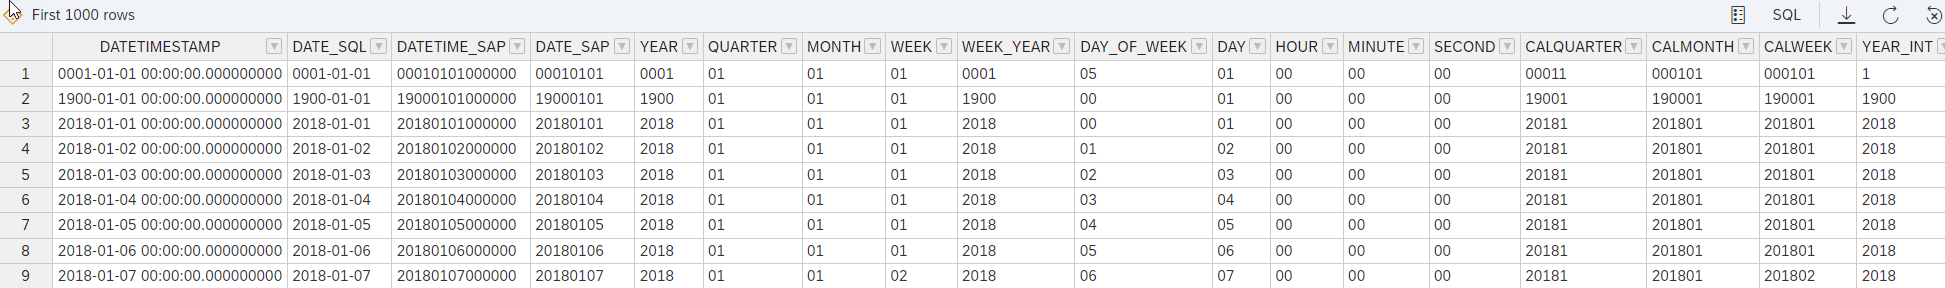 First 1000 rows SQL
DATETIMESTAMP DATE_SQL DATETIME_SAP DATE_SAP YEAR QUARTER MONTH WEEK WEEK_YEAR DAY_OF_WEEK DAY HOUR MINUTE SECOND CALQUARTER CALMONTH CALWEEK YEAR_INT
1 0001-01-01 00:00:00.000000000 0001-01-01 00010101000000 00010101 0001 01 01 01 0001 05 01 00 00 00 00011 000101 000101 1
2 1900-01-01 00:00:00.000000000 1900-01-01 19000101000000 19000101 1900 01 01 01 1900 00 01 00 00 00 19001 190001 190001 1900
3 2018-01-01 00:00:00.000000000 2018-01-01 20180101000000 20180101 2018 01 01 01 2018 00 01 00 00 00 20181 201801 201801 2018
4 2018-01-02 00:00:00.000000000 2018-01-02 20180102000000 20180102 2018 01 01 01 2018 01 02 00 00 00 20181 201801 201801 2018
5 2018-01-03 00:00:00.000000000 2018-01-03 20180103000000 20180103 2018 01 01 01 2018 02 03 00 00 00 20181 201801 201801 2018
6 2018-01-04 00:00:00.000000000 2018-01-04 20180104000000 20180104 2018 01 01 01 2018 03 04 00 00 00 20181 201801 201801 2018
7 2018-01-05 00:00:00.000000000 2018-01-05 20180105000000 20180105 2018 01 01 01 2018 04 05 00 00 00 20181 201801 201801 2018
8 2018-01-06 00:00:00.000000000 2018-01-06 20180106000000 20180106 2018 01 01 01 2018 05 06 00 00 00 20181 201801 201801 2018
9 2018-01-07 00:00:00.000000000 2018-01-07 20180107000000 20180107 2018 01 01 02 2018 06 07 00 00 00 20181 201801 201802 2018